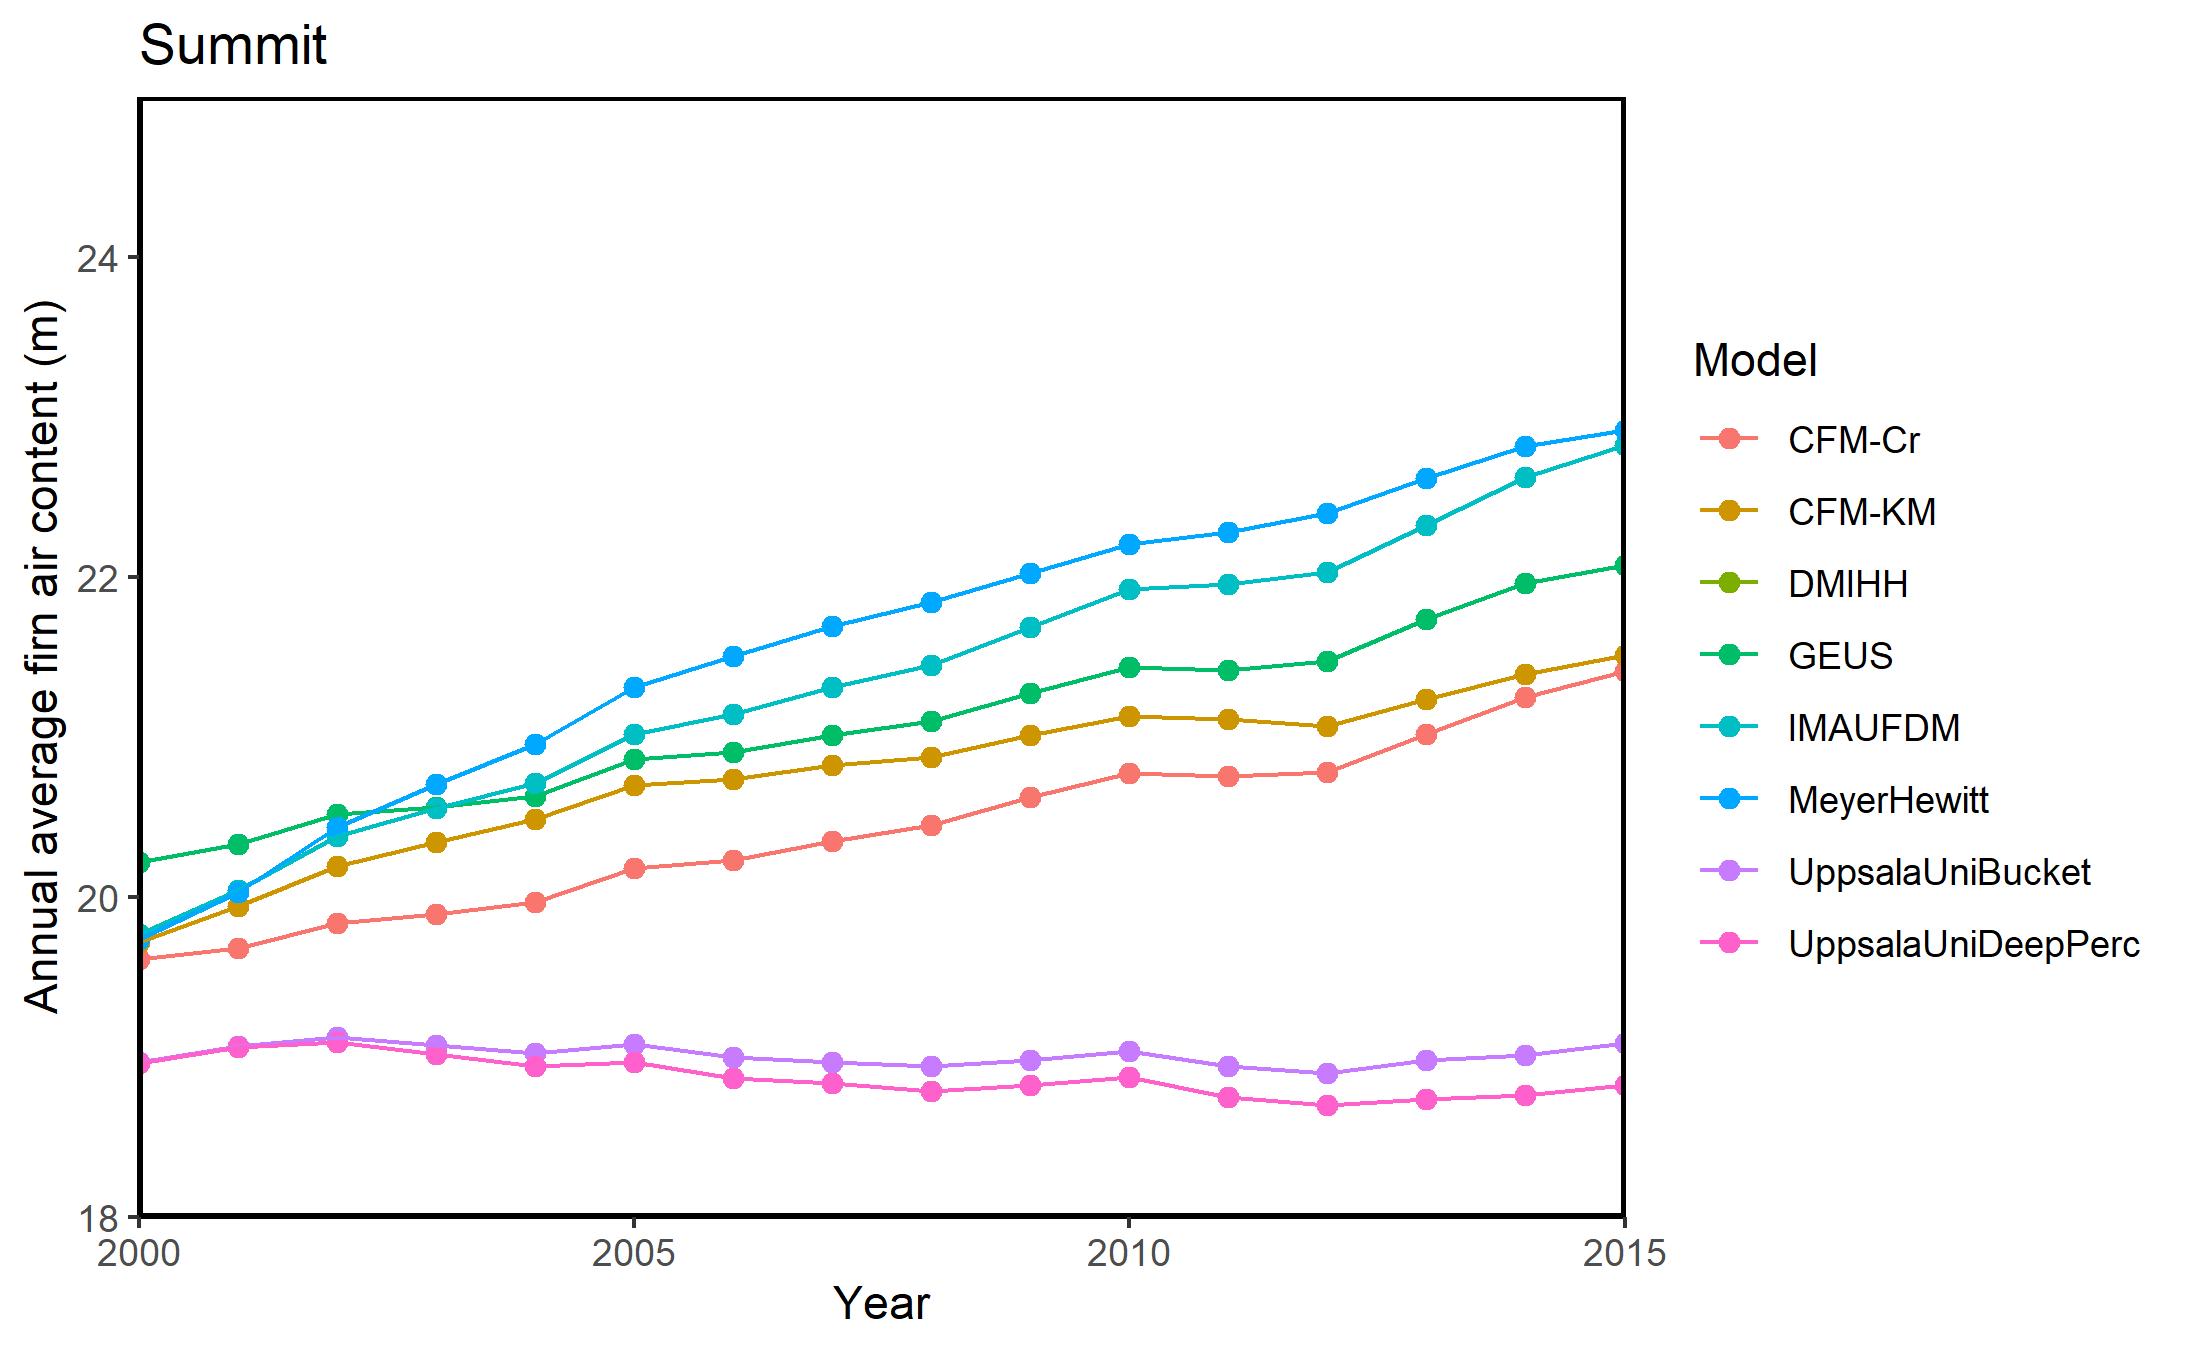 Summit
Annual average firn air content (m)
24
22
20
18
2000
2005
2010
2015
Year
Model
CFM-Cr
CFM-KM
DMIHH
GEUS
IMAUFDM
MeyerHewitt
UppsalaUniBucket
UppsalaUniDeepPerc